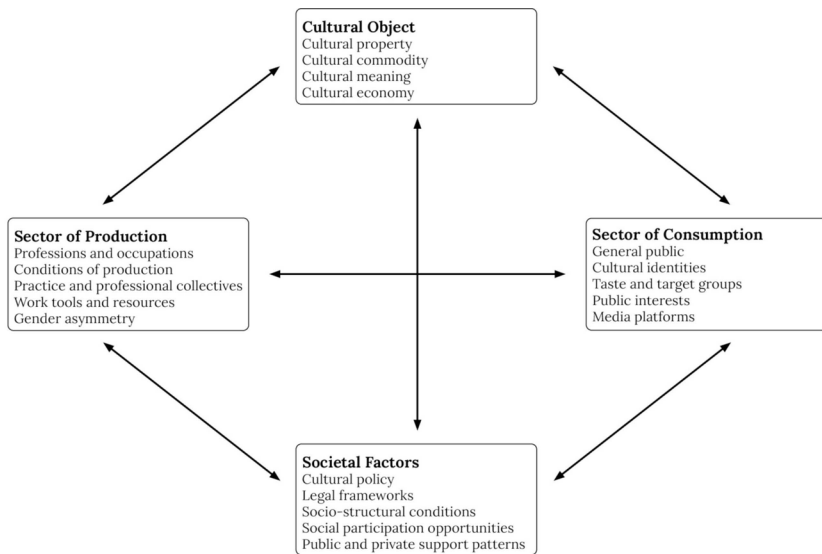 Cultural Object
Cultural property
Cultural commodity
Cultural meaning
Cultural economy
Sector of Production
Professions and occupations
Conditions of production
Practice and professional collectives
Work tools and resources
Gender asymmetry
Sector of Consumption
General public
Cultural identities
Taste and target groups
Public interests
Media platforms
Societal Factors
Cultural policy
Legal frameworks
Socio-structural conditions
Social participation opportunities
Public and private support patterns